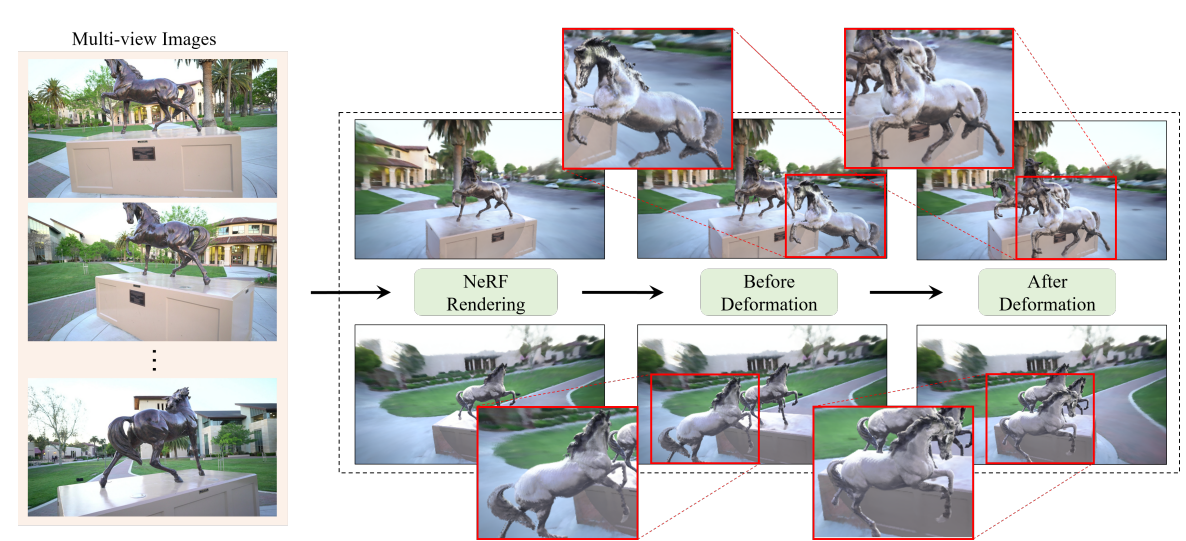 Multi-view Images
NeRF
Rendering
Before
Deformation
After
Deformation